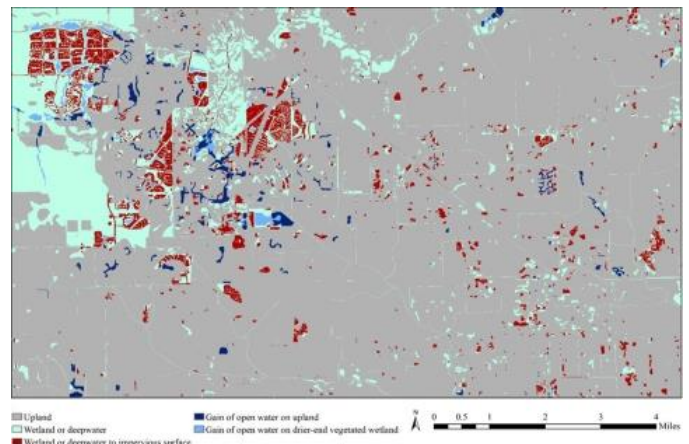 Upland
Wetland or deepwater
Wetland or deepwater to impervious surface
Gain of open water on upland
Gain of open water on drier-end vegetated wetland
N
0 0.5 1 2 3 4
Miles